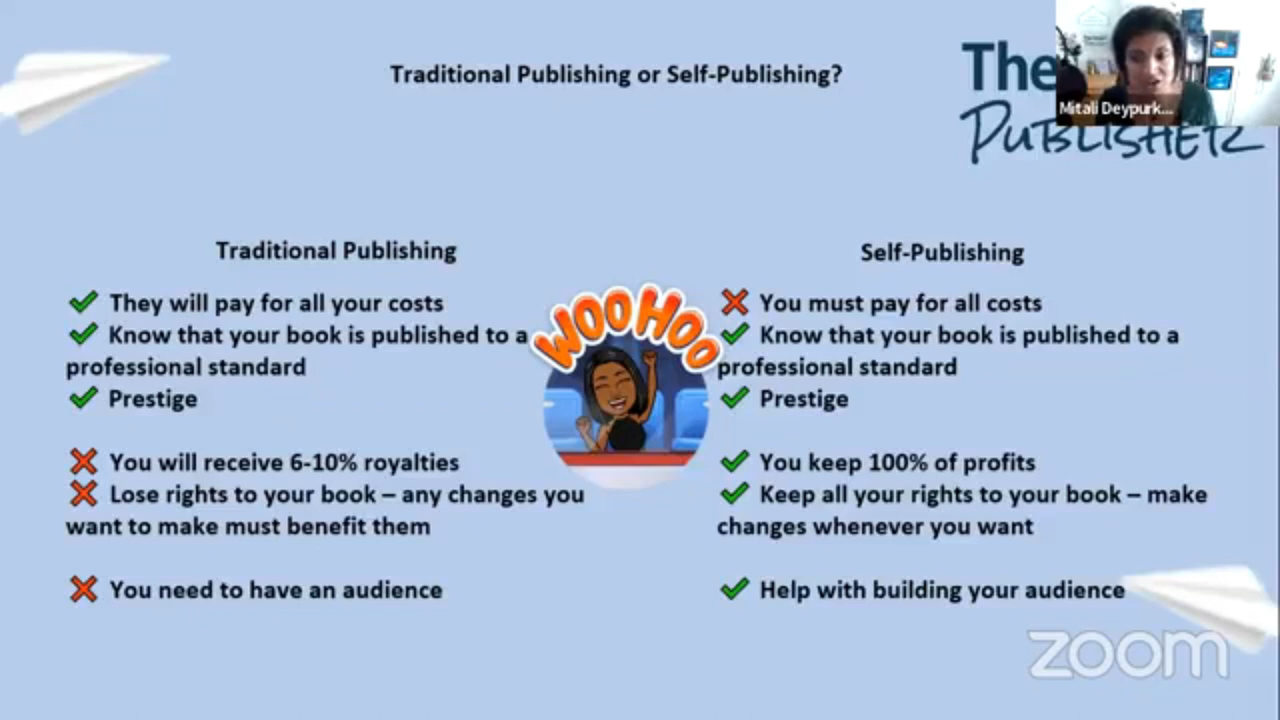 Traditional Publishing or Self-Publishing?
The
PUBLISHER
Mitali Deypurk...
Traditional Publishing
They will pay for all your costs
Know that your book is published to a
professional standard
Prestige
You will receive 6-10% royalties
Lose rights to your book – any changes you
want to make must benefit them
You need to have an audience
WOOHOO
Self-Publishing
You must pay for all costs
Know that your book is published to a
professional standard
Prestige
You keep 100% of profits
Keep all your rights to your book – make
changes whenever you want
Help with building your audience
zoom